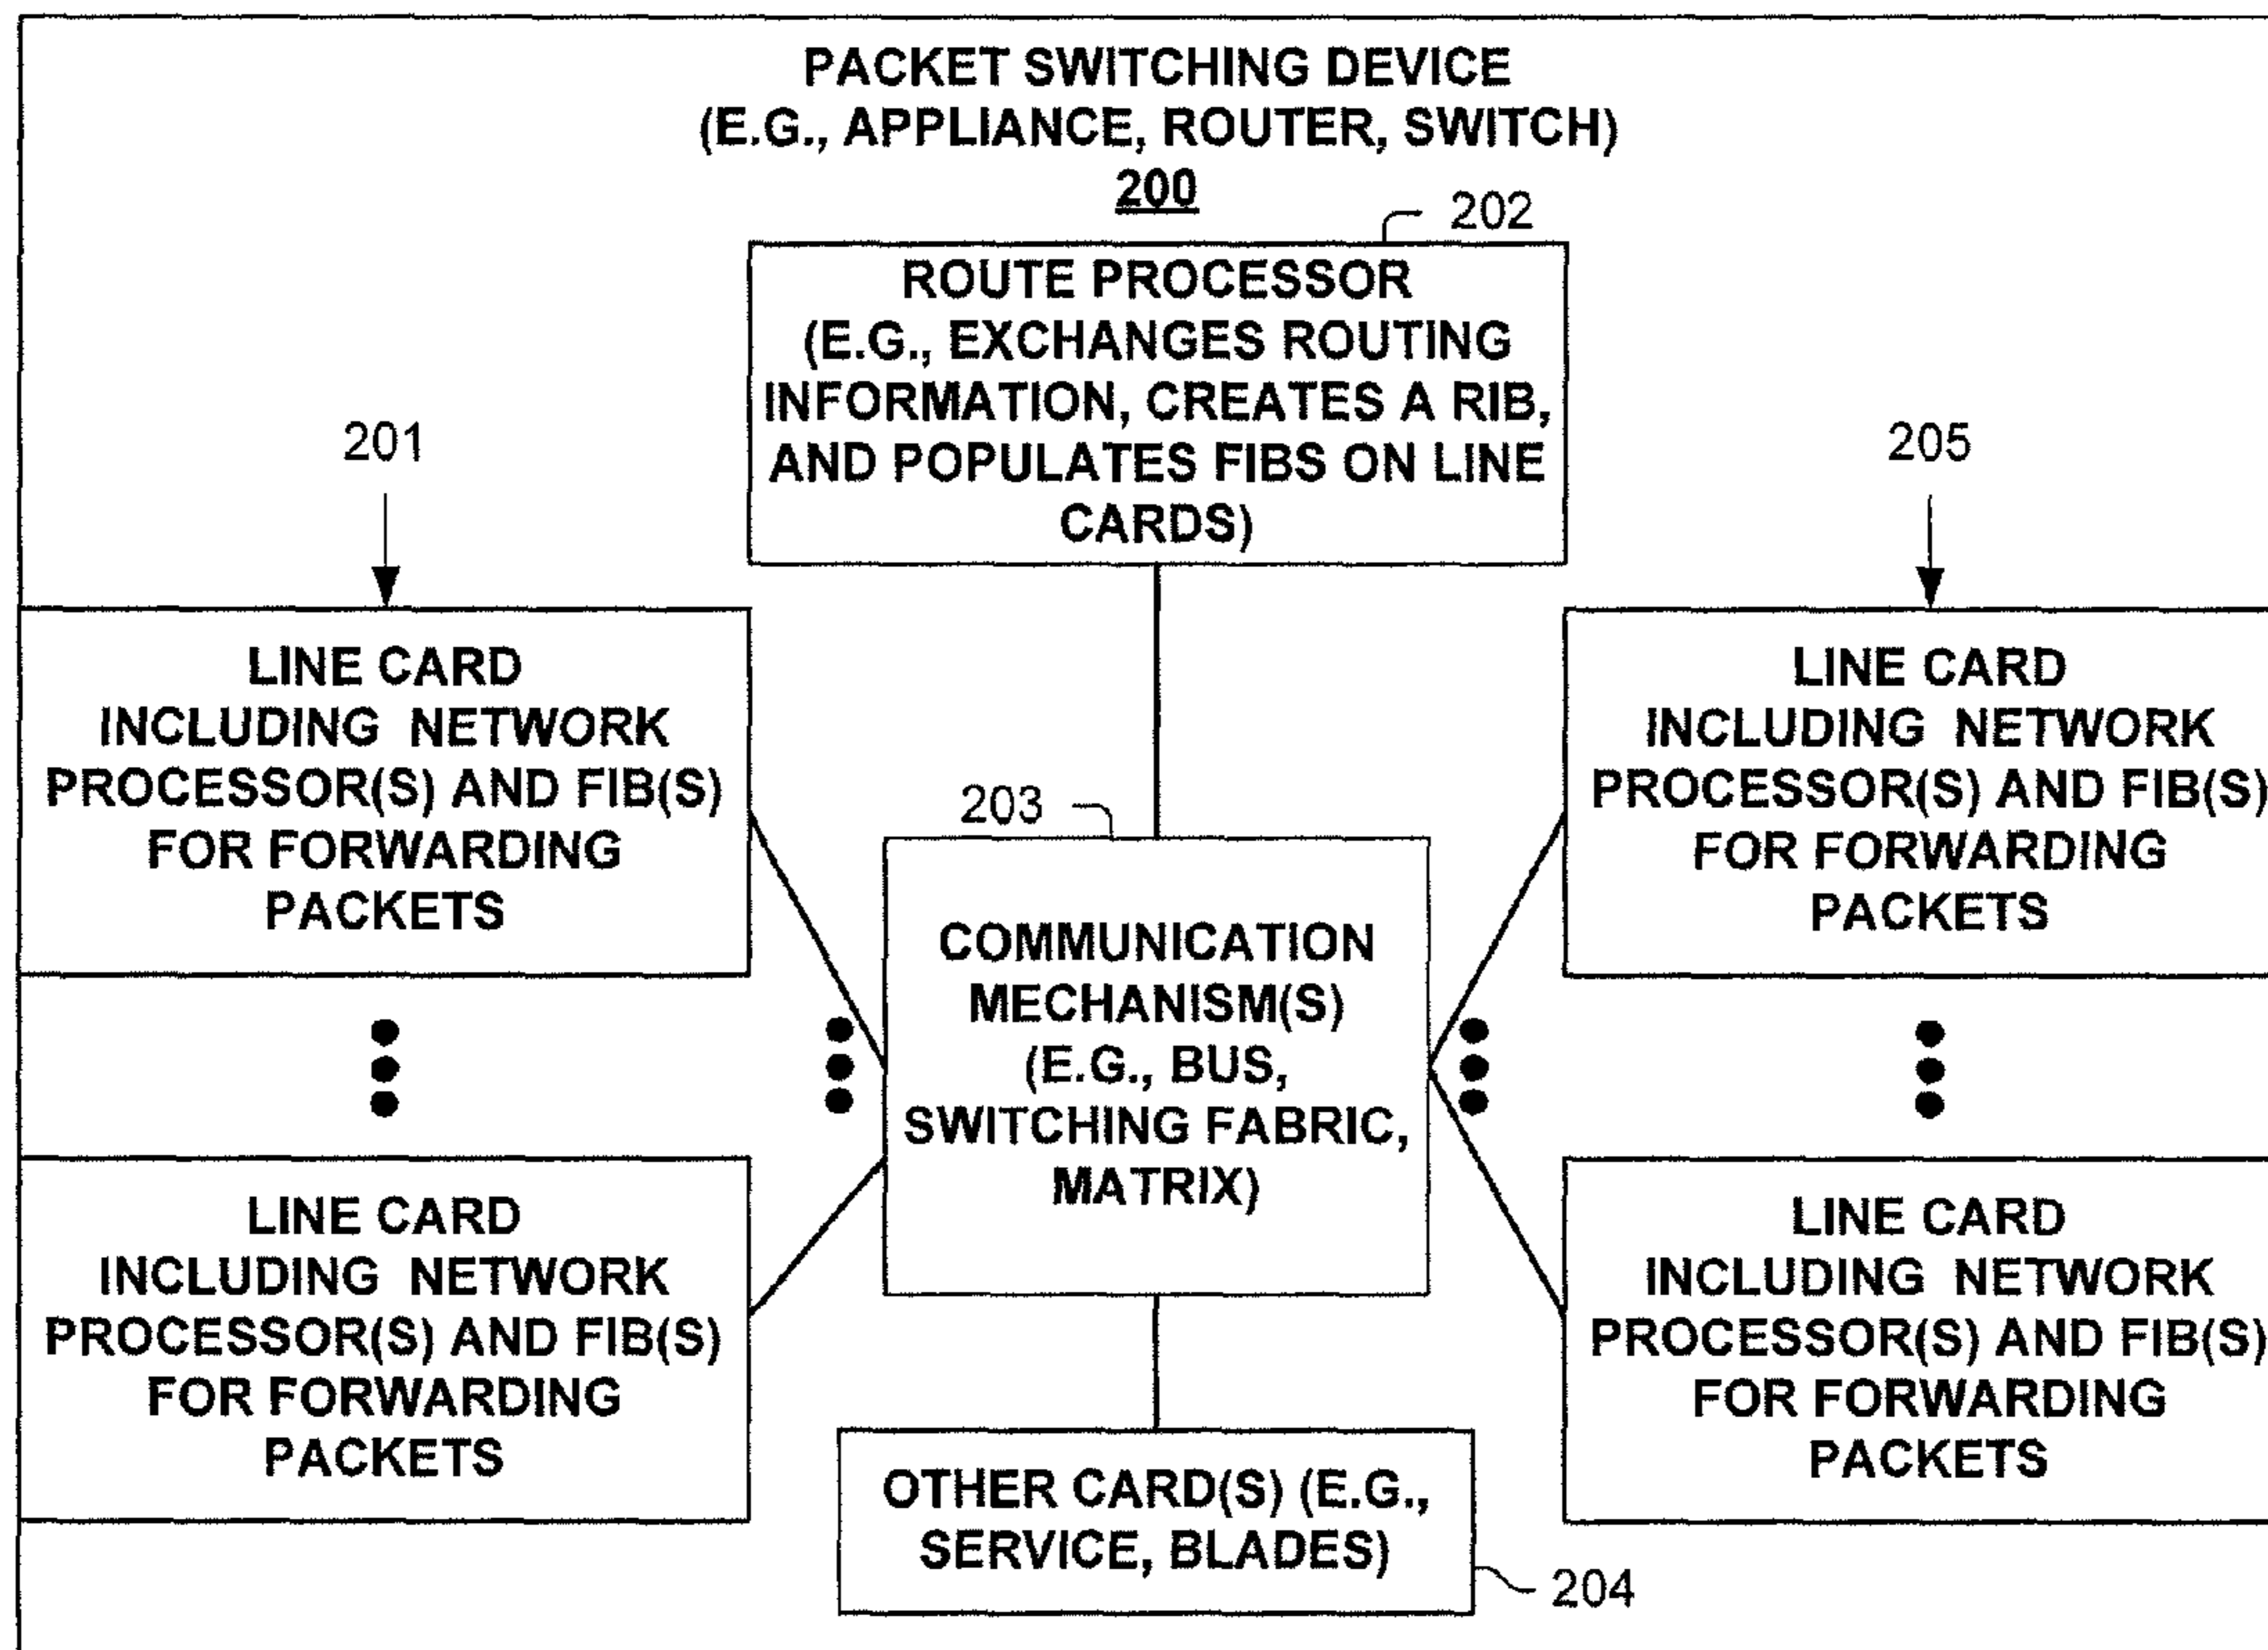 PACKET SWITCHING DEVICE
(E.G., APPLIANCE, ROUTER, SWITCH)
200
202
ROUTE PROCESSOR
(E.G., EXCHANGES ROUTING
INFORMATION, CREATES A RIB,
AND POPULATES FIBS ON LINE
CARDS)
201
LINE CARD
INCLUDING NETWORK
PROCESSOR(S) AND FIB(S)
FOR FORWARDING
PACKETS
205
LINE CARD
INCLUDING NETWORK
PROCESSOR(S) AND FIB(S)
FOR FORWARDING
PACKETS
203
COMMUNICATION
MECHANISM(S)
(E.G., BUS,
SWITCHING FABRIC,
MATRIX)
LINE CARD
INCLUDING NETWORK
PROCESSOR(S) AND FIB(S)
FOR FORWARDING
PACKETS
LINE CARD
INCLUDING NETWORK
PROCESSOR(S) AND FIB(S)
FOR FORWARDING
PACKETS
OTHER CARD(S) (E.G.,
SERVICE, BLADES)
204